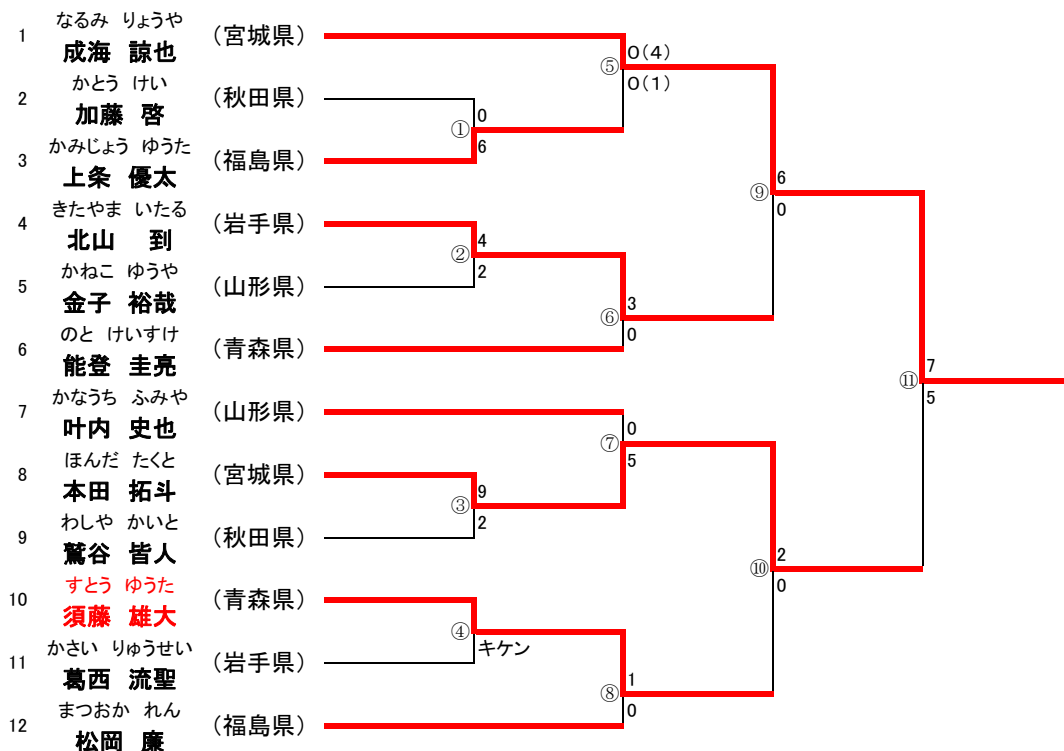 なるみ りょうや
1 成海 諒也 （宮城県）
かとう けい
2 加藤 啓 （秋田県）
かみじょう ゆうた
3 上条 優太 （福島県）
きたやま いたる
4 北山 到 （岩手県）
かねこ ゆうや
5 金子 裕哉 （山形県）
のと けいすけ
6 能登 圭亮 （青森県）
かなうち ふみや
7 叶内 史也 （山形県）
ほんだ たくと
8 本田 拓斗 （宮城県）
わしや かいと
9 鷲谷 皆人 （秋田県）
すとう ゆうた
10 須藤 雄大 （青森県）
かさい りゅうせい
11 葛西 流聖 （岩手県）
まつおか れん
12 松岡 廉 （福島県）
① 0
6
② 4
2
③ 9
2
④ キケン
⑤ 0(4)
0(1)
⑥ 3
0
⑦ 0
5
⑧ 1
0
⑨ 6
0
⑩ 2
0
⑪ 7
5